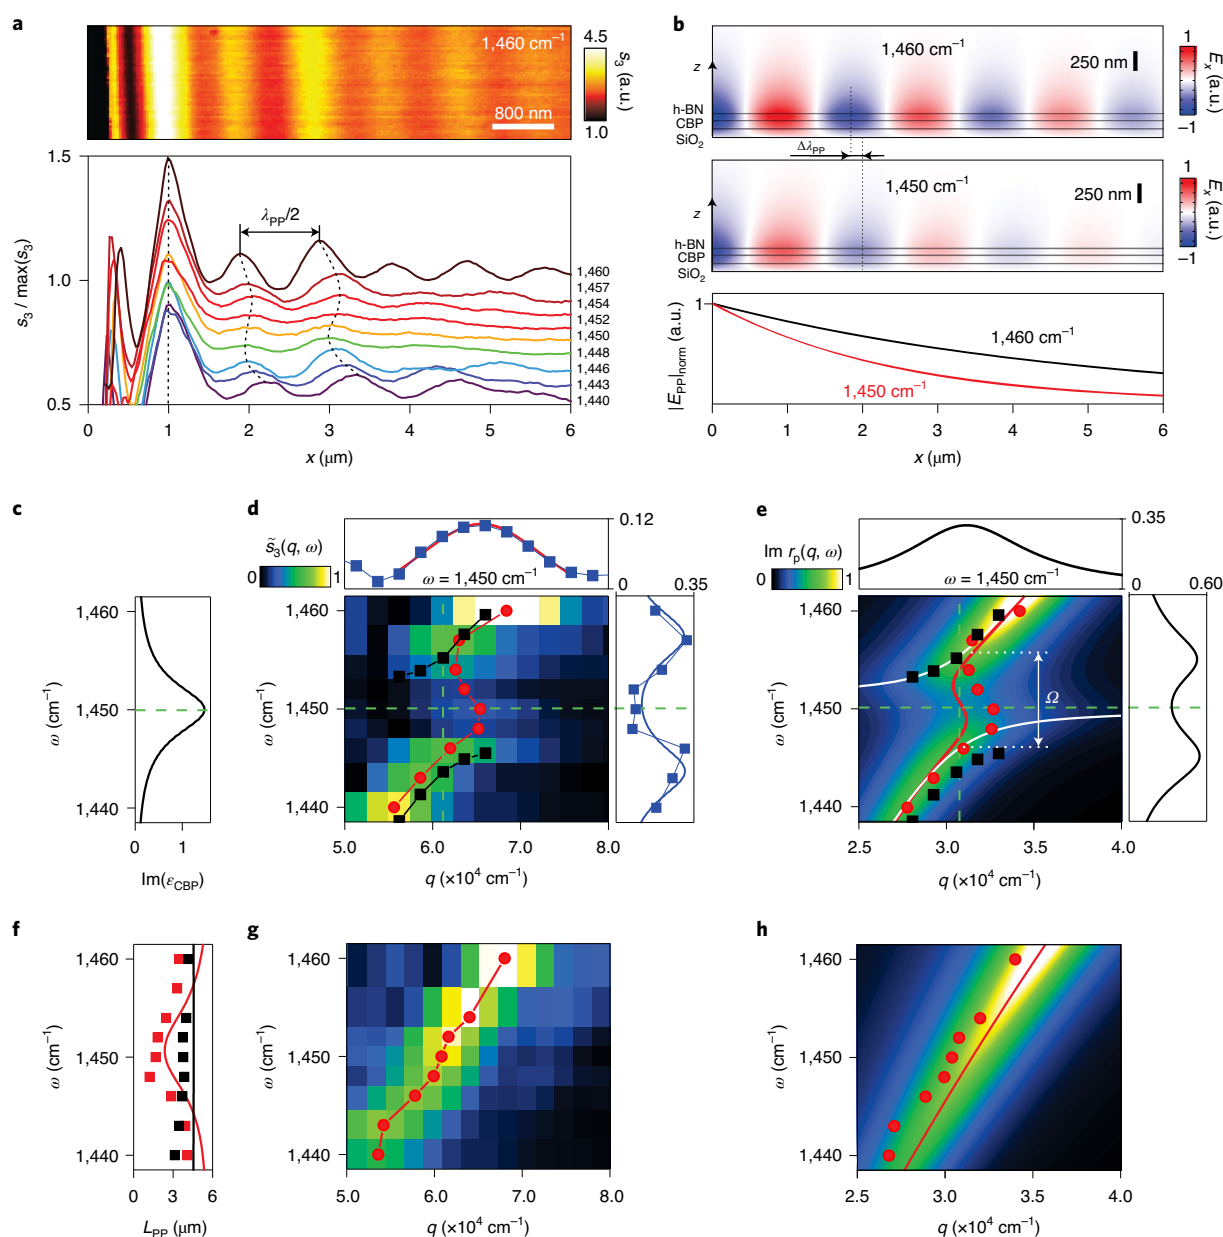 a
1,460 cm⁻¹
800 nm
4.5
s₃ (a.u.)
1.0
1.5
1.0
0.5
s₃ / max(s₃)
λPP/2
1,460
1,457
1,454
1,452
1,450
1,448
1,446
1,443
1,440
0 1 2 3 4 5 6
x (μm)
b
1,460 cm⁻¹
250 nm
z
h-BN
CBP
SiO₂
1
Eₓ (a.u.)
−1
ΔλPP
1,450 cm⁻¹
250 nm
z
h-BN
CBP
SiO₂
1
Eₓ (a.u.)
−1
1
|EPP|norm (a.u.)
1,460 cm⁻¹
1,450 cm⁻¹
0 1 2 3 4 5 6
x (μm)
c
1,460
1,450
1,440
ω (cm⁻¹)
0 1
Im(εCBP)
d
s̃₃(q, ω)
0 1
0.12
0
ω = 1,450 cm⁻¹
0.35
1,460
1,450
1,440
ω (cm⁻¹)
5.0 6.0 7.0 8.0
q (×10⁴ cm⁻¹)
e
Im rp(q, ω)
0 1
0.35
0
ω = 1,450 cm⁻¹
0.60
1,460
1,450
1,440
ω (cm⁻¹)
Ω
2.5 3.0 3.5 4.0
q (×10⁴ cm⁻¹)
f
1,460
1,450
1,440
ω (cm⁻¹)
0 3 6
LPP (μm)
g
1,460
1,450
1,440
ω (cm⁻¹)
5.0 6.0 7.0 8.0
q (×10⁴ cm⁻¹)
h
1,460
1,450
1,440
ω (cm⁻¹)
2.5 3.0 3.5 4.0
q (×10⁴ cm⁻¹)